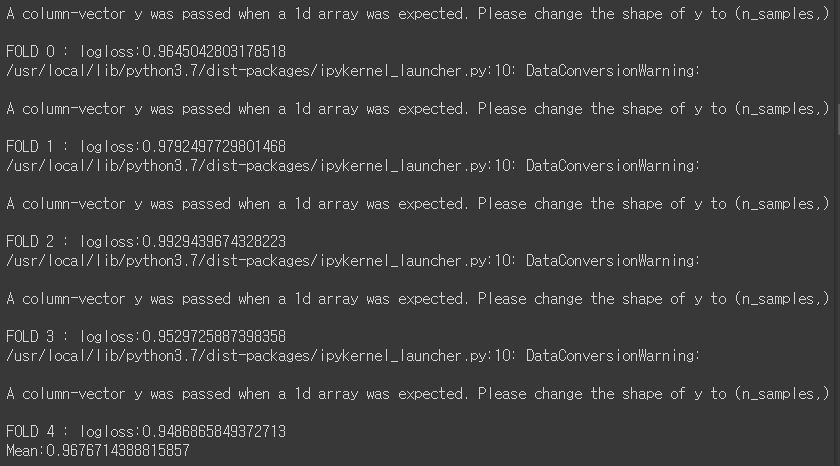 A column-vector y was passed when a 1d array was expected. Please change the shape of y to (n_samples,)
FOLD 0 : logloss:0.9645042803178518
/usr/local/lib/python3.7/dist-packages/ipykernel_launcher.py:10: DataConversionWarning:
A column-vector y was passed when a 1d array was expected. Please change the shape of y to (n_samples,)
FOLD 1 : logloss:0.9792497729801468
/usr/local/lib/python3.7/dist-packages/ipykernel_launcher.py:10: DataConversionWarning:
A column-vector y was passed when a 1d array was expected. Please change the shape of y to (n_samples,)
FOLD 2 : logloss:0.9929439674328223
/usr/local/lib/python3.7/dist-packages/ipykernel_launcher.py:10: DataConversionWarning:
A column-vector y was passed when a 1d array was expected. Please change the shape of y to (n_samples,)
FOLD 3 : logloss:0.9529725887398358
/usr/local/lib/python3.7/dist-packages/ipykernel_launcher.py:10: DataConversionWarning:
A column-vector y was passed when a 1d array was expected. Please change the shape of y to (n_samples,)
FOLD 4 : logloss:0.9486865849372713
Mean:0.9676714388815857